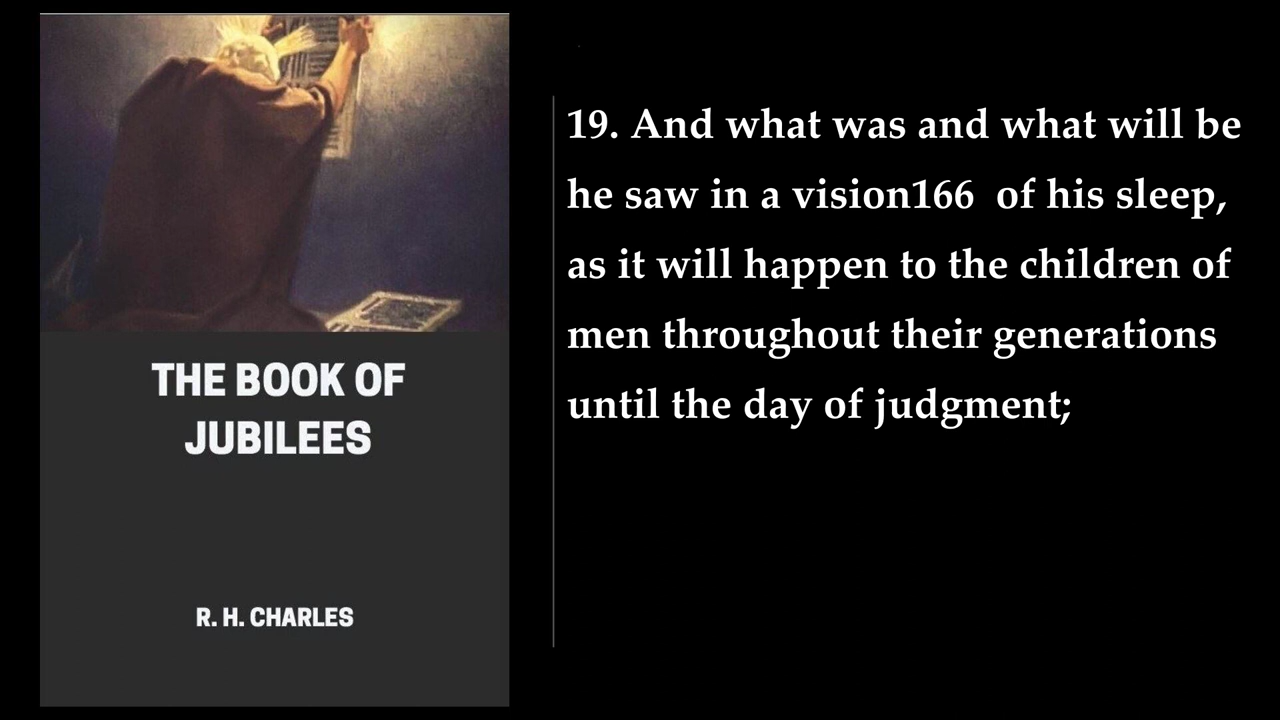 THE BOOK OF
JUBILEES
R. H. CHARLES
19. And what was and what will be
he saw in a vision166  of his sleep,
as it will happen to the children of
men throughout their generations
until the day of judgment;